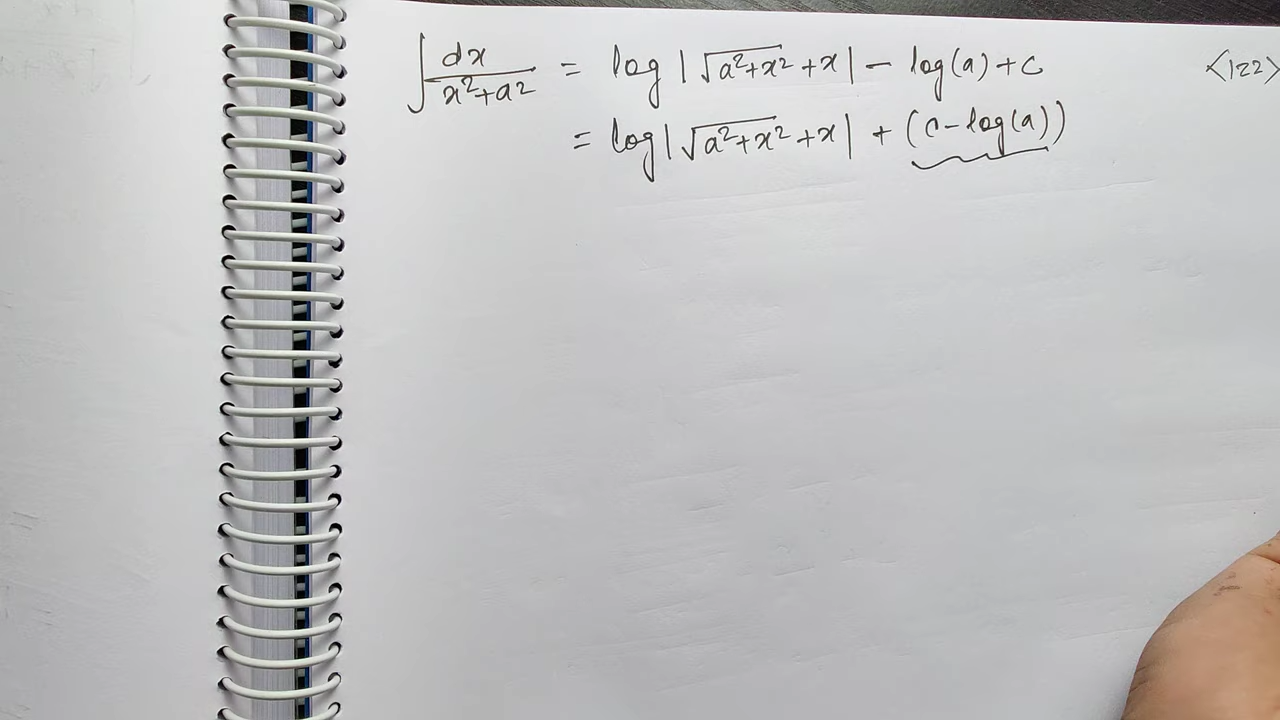 ∫ dx/(x²+a²) = log|√(a²+x²) + x| - log(a) + c <122>
= log|√(a²+x²) + x| + (c - log(a))